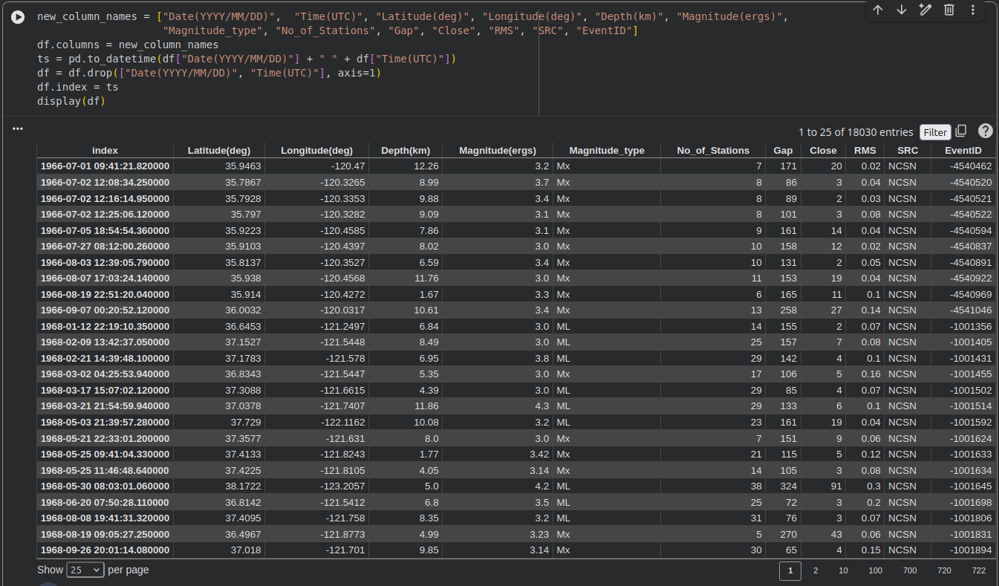 new_column_names = ["Date(YYYY/MM/DD)",  "Time(UTC)", "Latitude(deg)", "Longitude(deg)", "Depth(km)", "Magnitude(ergs)",
"Magnitude_type", "No_of_Stations", "Gap", "Close", "RMS", "SRC", "EventID"]
df.columns = new_column_names
ts = pd.to_datetime(df["Date(YYYY/MM/DD)"] + " " + df["Time(UTC)"])
df = df.drop(["Date(YYYY/MM/DD)", "Time(UTC)"], axis=1)
df.index = ts
display(df)
1 to 25 of 18030 entries Filter
index Latitude(deg) Longitude(deg) Depth(km) Magnitude(ergs) Magnitude_type No_of_Stations Gap Close RMS SRC EventID
1966-07-01 09:41:21.820000 35.9463 -120.47 12.26 3.2 Mx 7 171 20 0.02 NCSN -4540462
1966-07-02 12:08:34.250000 35.7867 -120.3265 8.99 3.7 Mx 8 86 3 0.04 NCSN -4540520
1966-07-02 12:16:14.950000 35.7928 -120.3353 9.88 3.4 Mx 8 89 2 0.03 NCSN -4540521
1966-07-02 12:25:06.120000 35.797 -120.3282 9.09 3.1 Mx 8 101 3 0.08 NCSN -4540522
1966-07-05 18:54:54.360000 35.9223 -120.4585 7.86 3.1 Mx 9 161 14 0.04 NCSN -4540594
1966-07-27 08:12:00.260000 35.9103 -120.4397 8.02 3.0 Mx 10 158 12 0.02 NCSN -4540837
1966-08-03 12:39:05.790000 35.8137 -120.3527 6.59 3.4 Mx 10 131 2 0.05 NCSN -4540891
1966-08-07 17:03:24.140000 35.938 -120.4568 11.76 3.0 Mx 11 153 19 0.04 NCSN -4540922
1966-08-19 22:51:20.040000 35.914 -120.4272 1.67 3.3 Mx 6 165 11 0.1 NCSN -4540969
1966-09-07 00:20:52.120000 36.0032 -120.0317 10.61 3.4 Mx 13 258 27 0.14 NCSN -4541046
1968-01-12 22:19:10.350000 36.6453 -121.2497 6.84 3.0 ML 14 155 2 0.07 NCSN -1001356
1968-02-09 13:42:37.050000 37.1527 -121.5448 8.49 3.0 ML 25 157 7 0.08 NCSN -1001405
1968-02-21 14:39:48.100000 37.1783 -121.578 6.95 3.8 ML 29 142 4 0.1 NCSN -1001431
1968-03-02 04:25:53.940000 36.8343 -121.5447 5.35 3.0 Mx 17 106 5 0.16 NCSN -1001455
1968-03-17 15:07:02.120000 37.3088 -121.6615 4.39 3.0 ML 29 85 4 0.07 NCSN -1001502
1968-03-21 21:54:59.940000 37.0378 -121.7407 11.86 4.3 ML 29 133 6 0.1 NCSN -1001514
1968-05-03 21:39:57.280000 37.729 -122.1162 10.08 3.2 ML 23 161 19 0.04 NCSN -1001592
1968-05-21 22:33:01.200000 37.3577 -121.631 8.0 3.0 Mx 7 151 9 0.06 NCSN -1001624
1968-05-25 09:41:04.330000 37.4133 -121.8243 1.77 3.42 Mx 21 115 5 0.12 NCSN -1001633
1968-05-25 11:46:48.640000 37.4225 -121.8105 4.05 3.14 Mx 14 105 3 0.08 NCSN -1001634
1968-05-30 08:03:01.060000 38.1722 -123.2057 5.0 4.2 ML 38 324 91 0.3 NCSN -1001645
1968-06-20 07:50:28.110000 36.8142 -121.5412 6.8 3.5 ML 25 72 3 0.2 NCSN -1001698
1968-08-08 19:41:31.320000 37.4095 -121.758 8.35 3.2 ML 31 76 3 0.07 NCSN -1001806
1968-08-19 09:05:27.250000 36.4967 -121.8773 4.99 3.23 Mx 5 270 43 0.06 NCSN -1001831
1968-09-26 20:01:14.080000 37.018 -121.701 9.85 3.14 Mx 30 65 4 0.15 NCSN -1001894
Show 25 per page 1 2 10 100 700 720 722